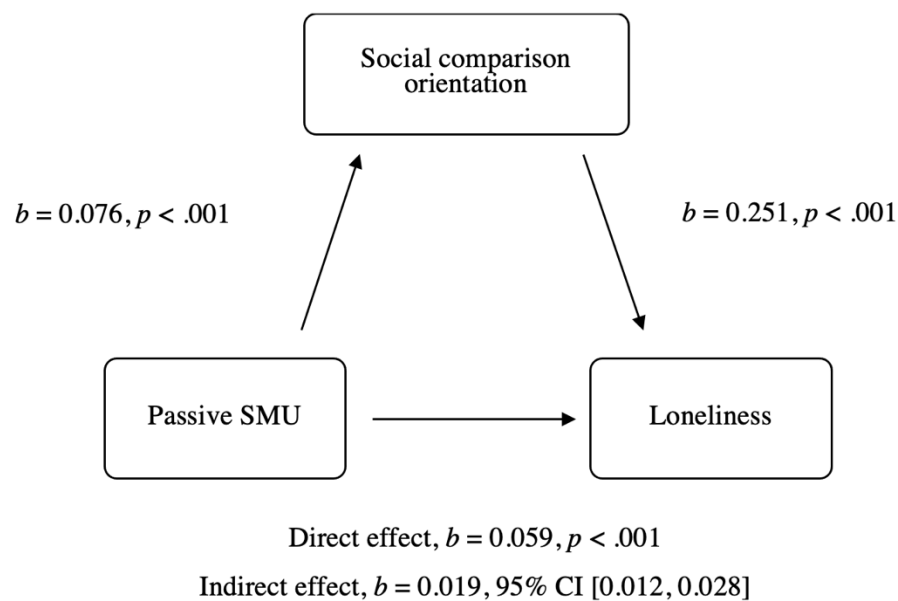 Social comparison
orientation
b = 0.076, p < .001
b = 0.251, p < .001
Passive SMU
Loneliness
Direct effect, b = 0.059, p < .001
Indirect effect, b = 0.019, 95% CI [0.012, 0.028]